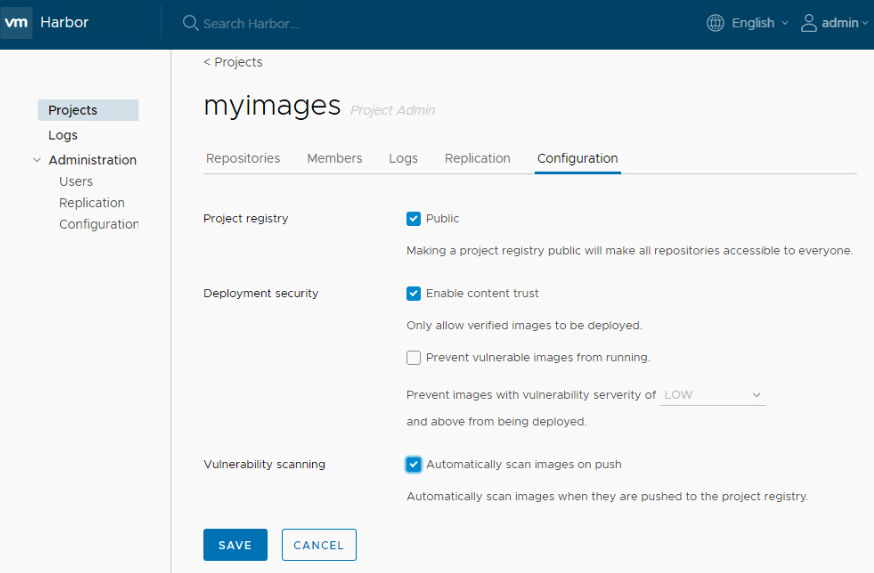 vm Harbor
Search Harbor...
English
admin
< Projects
myimages Project Admin
Projects
Logs
Administration
Users
Replication
Configuration
Repositories Members Logs Replication Configuration
Project registry
Public
Making a project registry public will make all repositories accessible to everyone.
Deployment security
Enable content trust
Only allow verified images to be deployed.
Prevent vulnerable images from running.
Prevent images with vulnerability serverity of LOW
and above from being deployed.
Vulnerability scanning
Automatically scan images on push
Automatically scan images when they are pushed to the project registry.
SAVE CANCEL